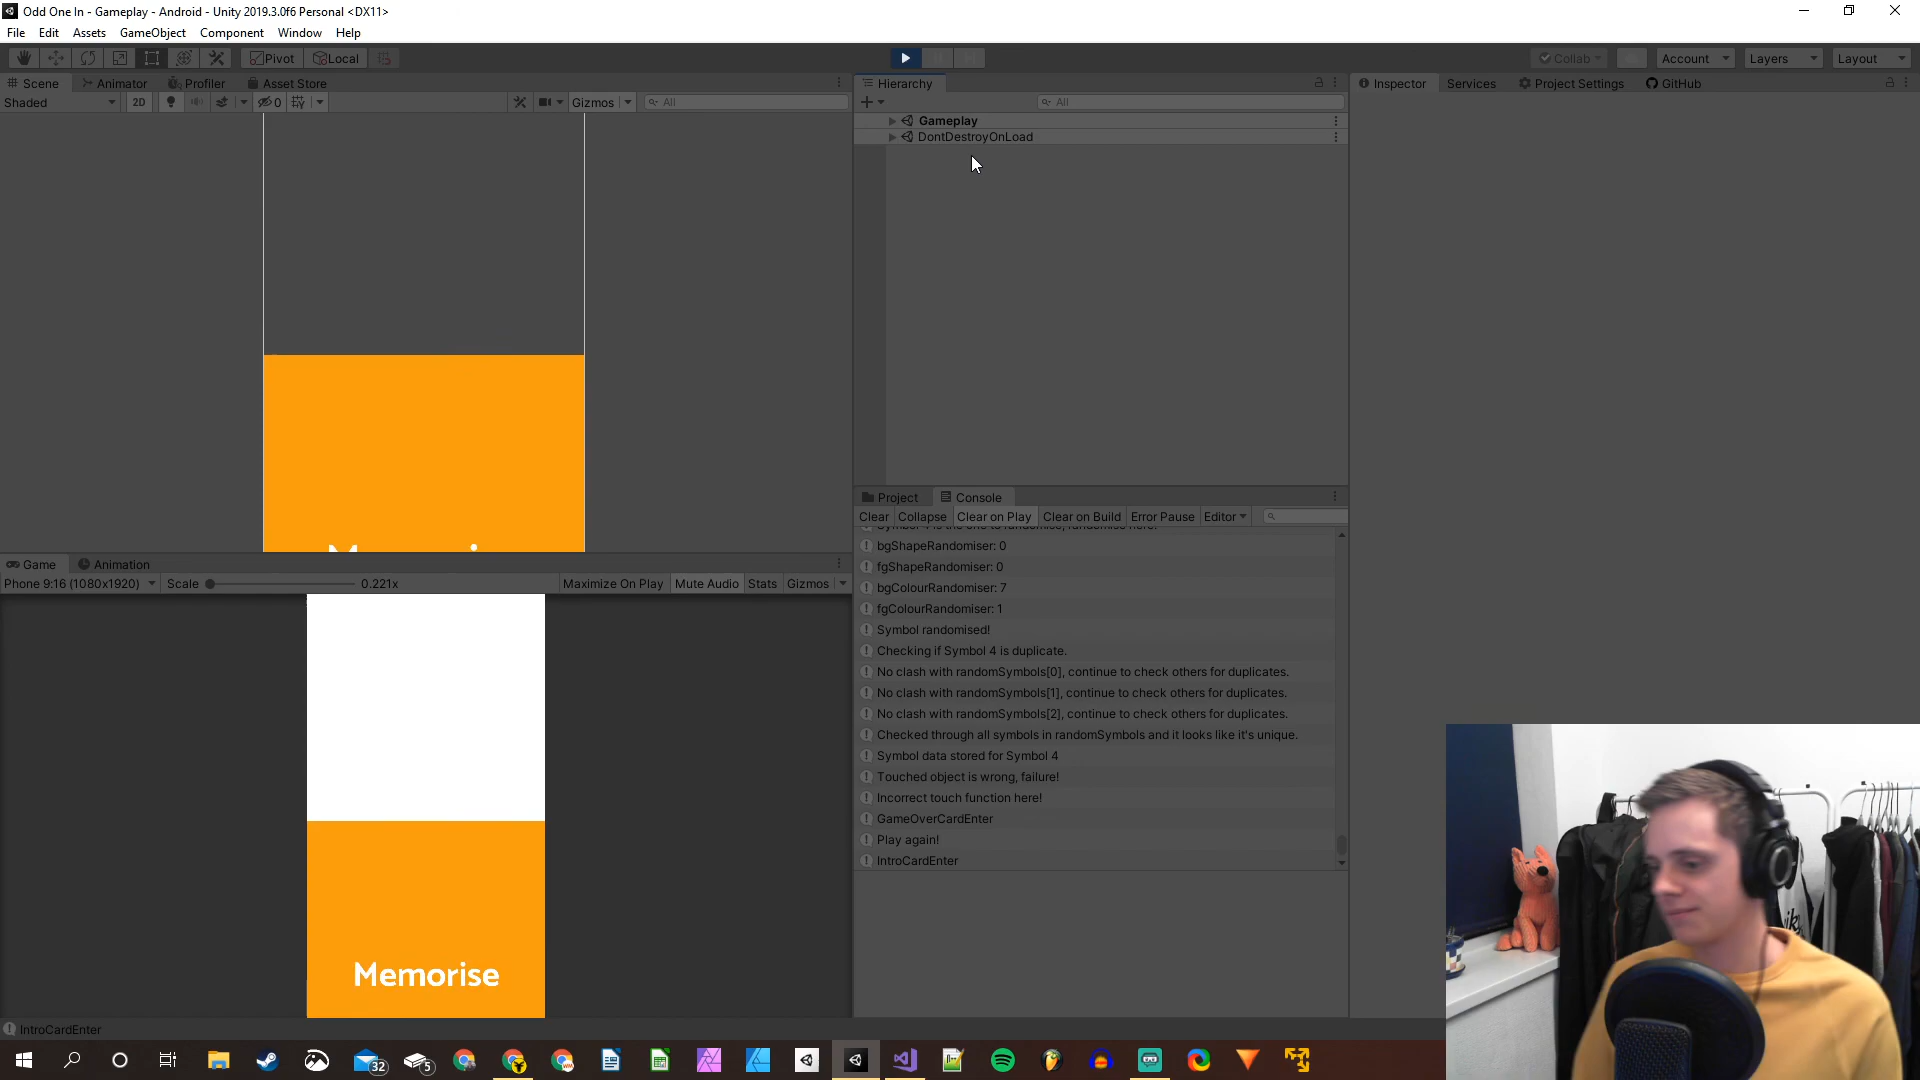 Odd One In - Gameplay - Android - Unity 2019.3.0f6 Personal <DX11>
File Edit Assets GameObject Component Window Help
Pivot Local Collab Account Layers Layout
Scene Animator Profiler Asset Store
Hierarchy
Inspector Services Project Settings GitHub
Shaded 2D 0 Gizmos All
All
Gameplay
DontDestroyOnLoad
Project Console
Clear Collapse Clear on Play Clear on Build Error Pause Editor
bgShapeRandomiser: 0
fgShapeRandomiser: 0
bgColourRandomiser: 7
fgColourRandomiser: 1
Symbol randomised!
Checking if Symbol 4 is duplicate.
No clash with randomSymbols[0], continue to check others for duplicates.
No clash with randomSymbols[1], continue to check others for duplicates.
No clash with randomSymbols[2], continue to check others for duplicates.
Checked through all symbols in randomSymbols and it looks like it's unique.
Symbol data stored for Symbol 4
Touched object is wrong, failure!
Incorrect touch function here!
GameOverCardEnter
Play again!
IntroCardEnter
Game Animation
Phone 9:16 (1080x1920) Scale 0.221x Maximize On Play Mute Audio Stats Gizmos
Memorise
IntroCardEnter
32
5